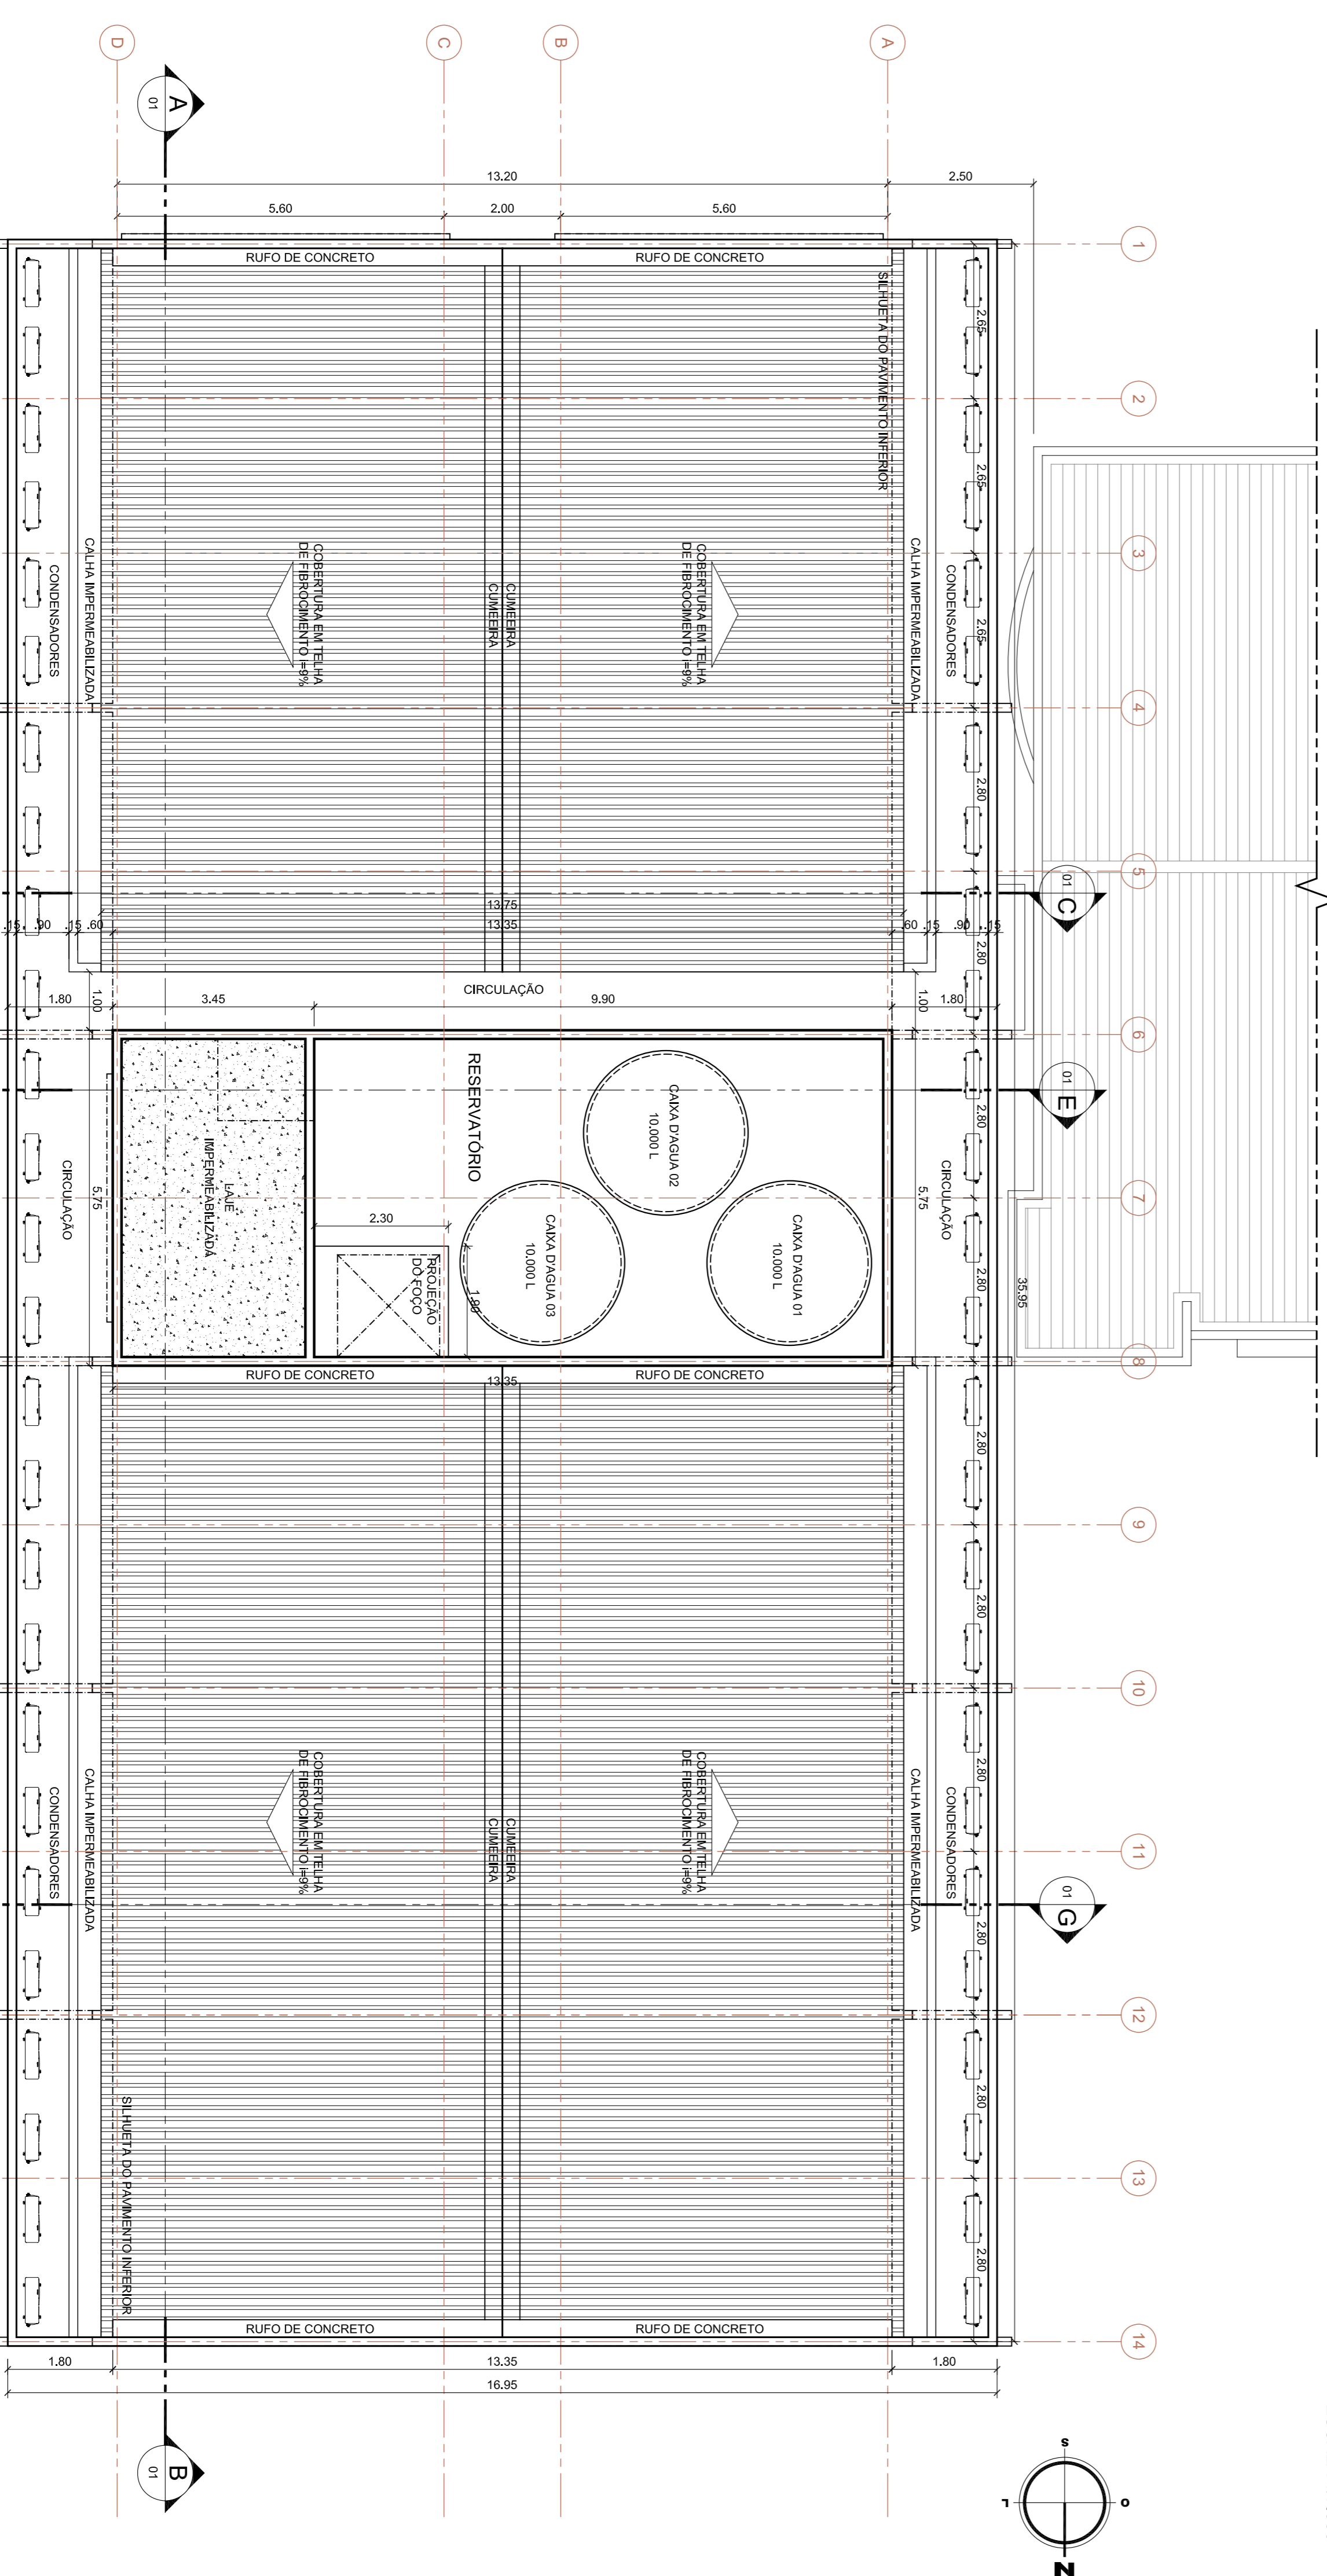 D
C
B
A
A
01
13.20
2.50
5.60
2.00
5.60
1
RUFO DE CONCRETO
RUFO DE CONCRETO
SILHUETA DO PAVIMENTO INFERIOR
2.65
2
2.65
3
CALHA IMPERMEABILIZADA
CONDENSADORES
COBERTURA EM TELHA
DE FIBROCIMENTO i=9%
CUMEEIRA
CUMEEIRA
COBERTURA EM TELHA
DE FIBROCIMENTO i=9%
CALHA IMPERMEABILIZADA
CONDENSADORES
2.65
4
2.80
5
01
C
13.75
.15
.90
.15
.60
13.35
.60
.15
.90
.15
2.80
CIRCULAÇÃO
1.80
1.00
3.45
9.90
1.00
1.80
6
01
E
RESERVATÓRIO
CAIXA D'AGUA 02
10.000 L
2.80
CIRCULAÇÃO
5.75
LAJE
IMPERMEABILIZADA
7
5.75
CIRCULAÇÃO
2.30
CAIXA D'AGUA 03
10.000 L
CAIXA D'AGUA 01
10.000 L
PROJEÇÃO
DO FOÇO
1.90
2.80
35.95
8
RUFO DE CONCRETO
RUFO DE CONCRETO
13.35
2.80
9
2.80
10
CALHA IMPERMEABILIZADA
CONDENSADORES
COBERTURA EM TELHA
DE FIBROCIMENTO i=9%
CUMEEIRA
CUMEEIRA
COBERTURA EM TELHA
DE FIBROCIMENTO i=9%
CALHA IMPERMEABILIZADA
CONDENSADORES
2.80
11
01
G
2.80
12
2.80
SILHUETA DO PAVIMENTO INFERIOR
13
2.80
RUFO DE CONCRETO
RUFO DE CONCRETO
14
1.80
13.35
1.80
16.95
B
01
S
L
O
N